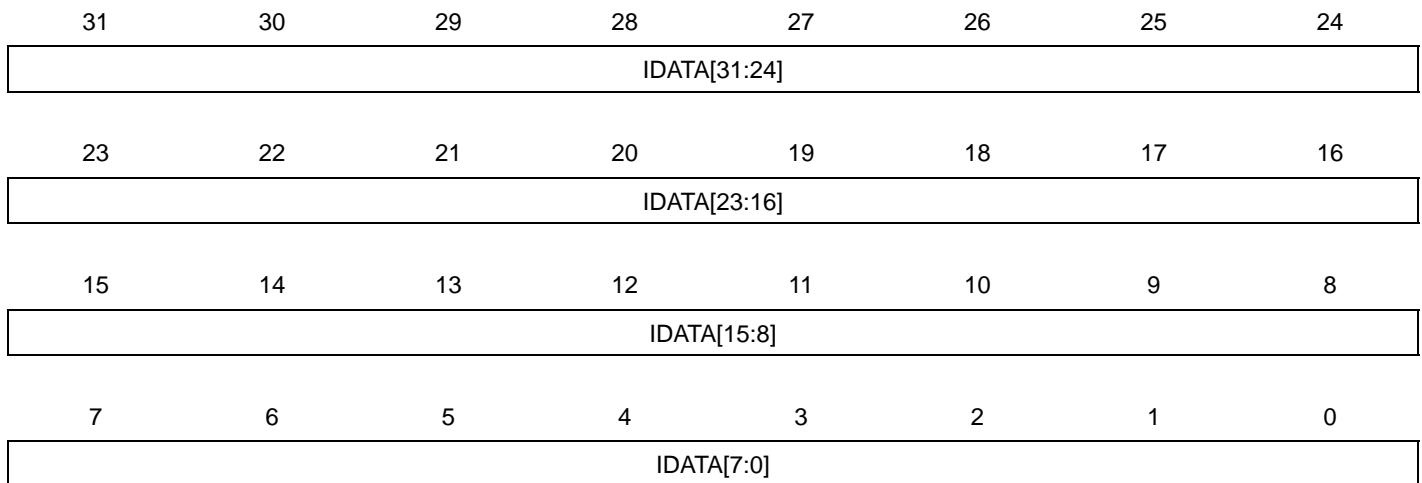 31 30 29 28 27 26 25 24
IDATA[31:24]
23 22 21 20 19 18 17 16
IDATA[23:16]
15 14 13 12 11 10 9 8
IDATA[15:8]
7 6 5 4 3 2 1 0
IDATA[7:0]